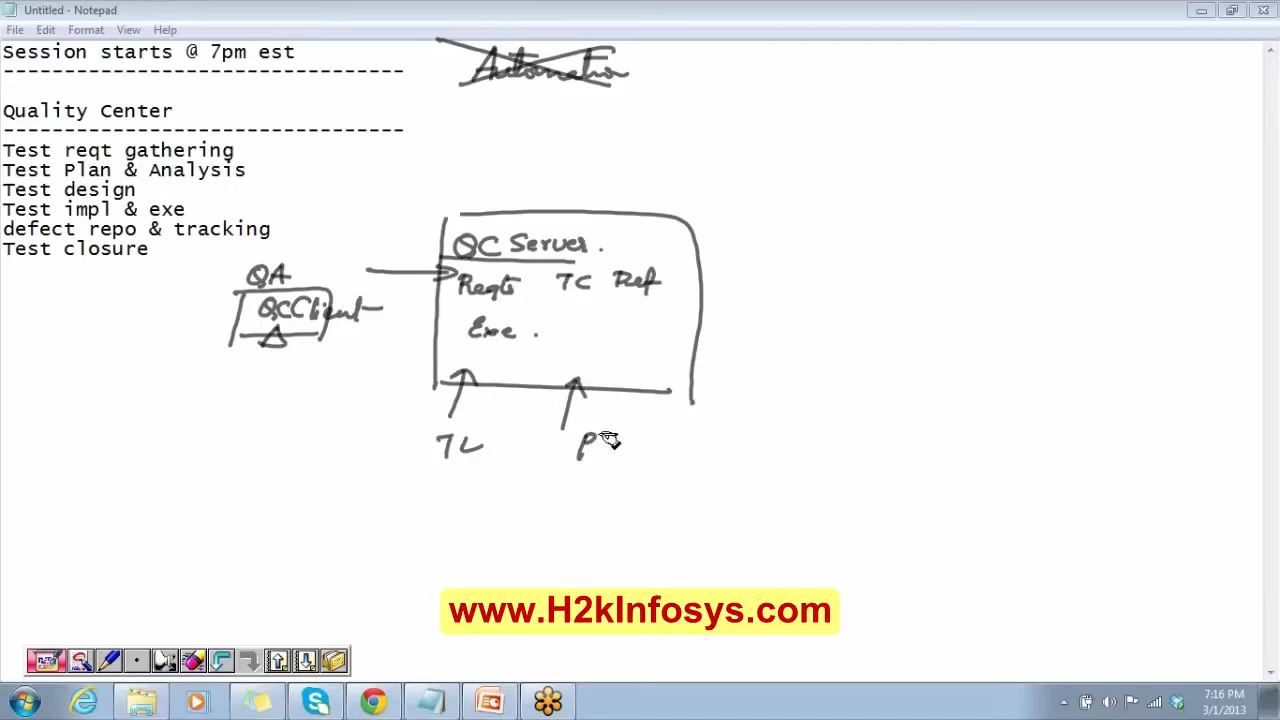 Untitled - Notepad
File Edit Format View Help
Session starts @ 7pm est
--------------------------------
Automation
Quality Center
--------------------------------
Test reqt gathering
Test Plan & Analysis
Test design
Test impl & exe
defect repo & tracking
Test closure
QA
QCClient
QC Server.
Reqts TC Def
Exe .
TL
P
www.H2kInfosys.com
7:16 PM
3/1/2013